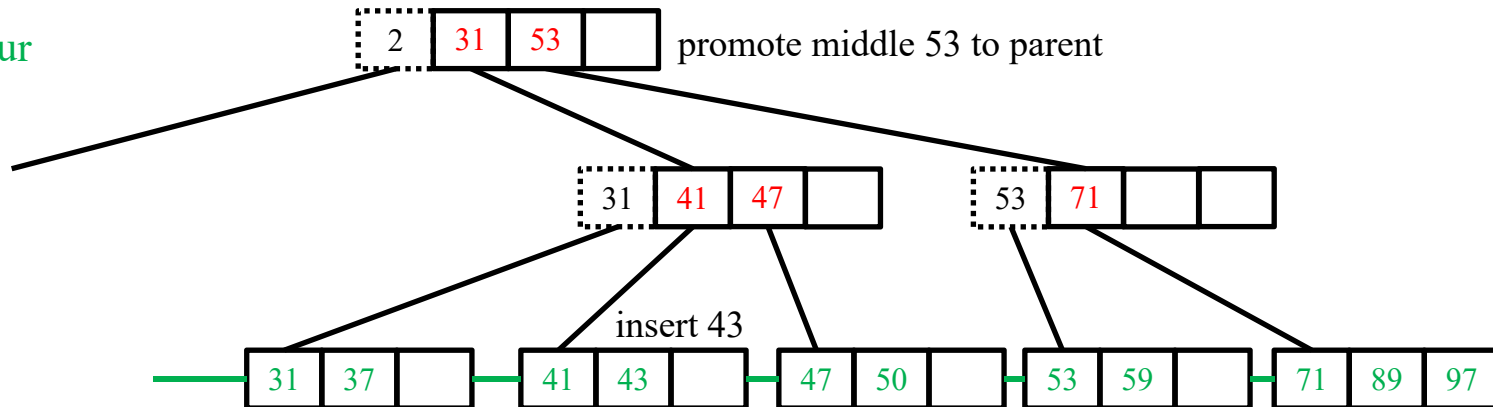 ur
2 31 53 promote middle 53 to parent
31 41 47 53 71
insert 43
31 37 41 43 47 50 53 59 71 89 97